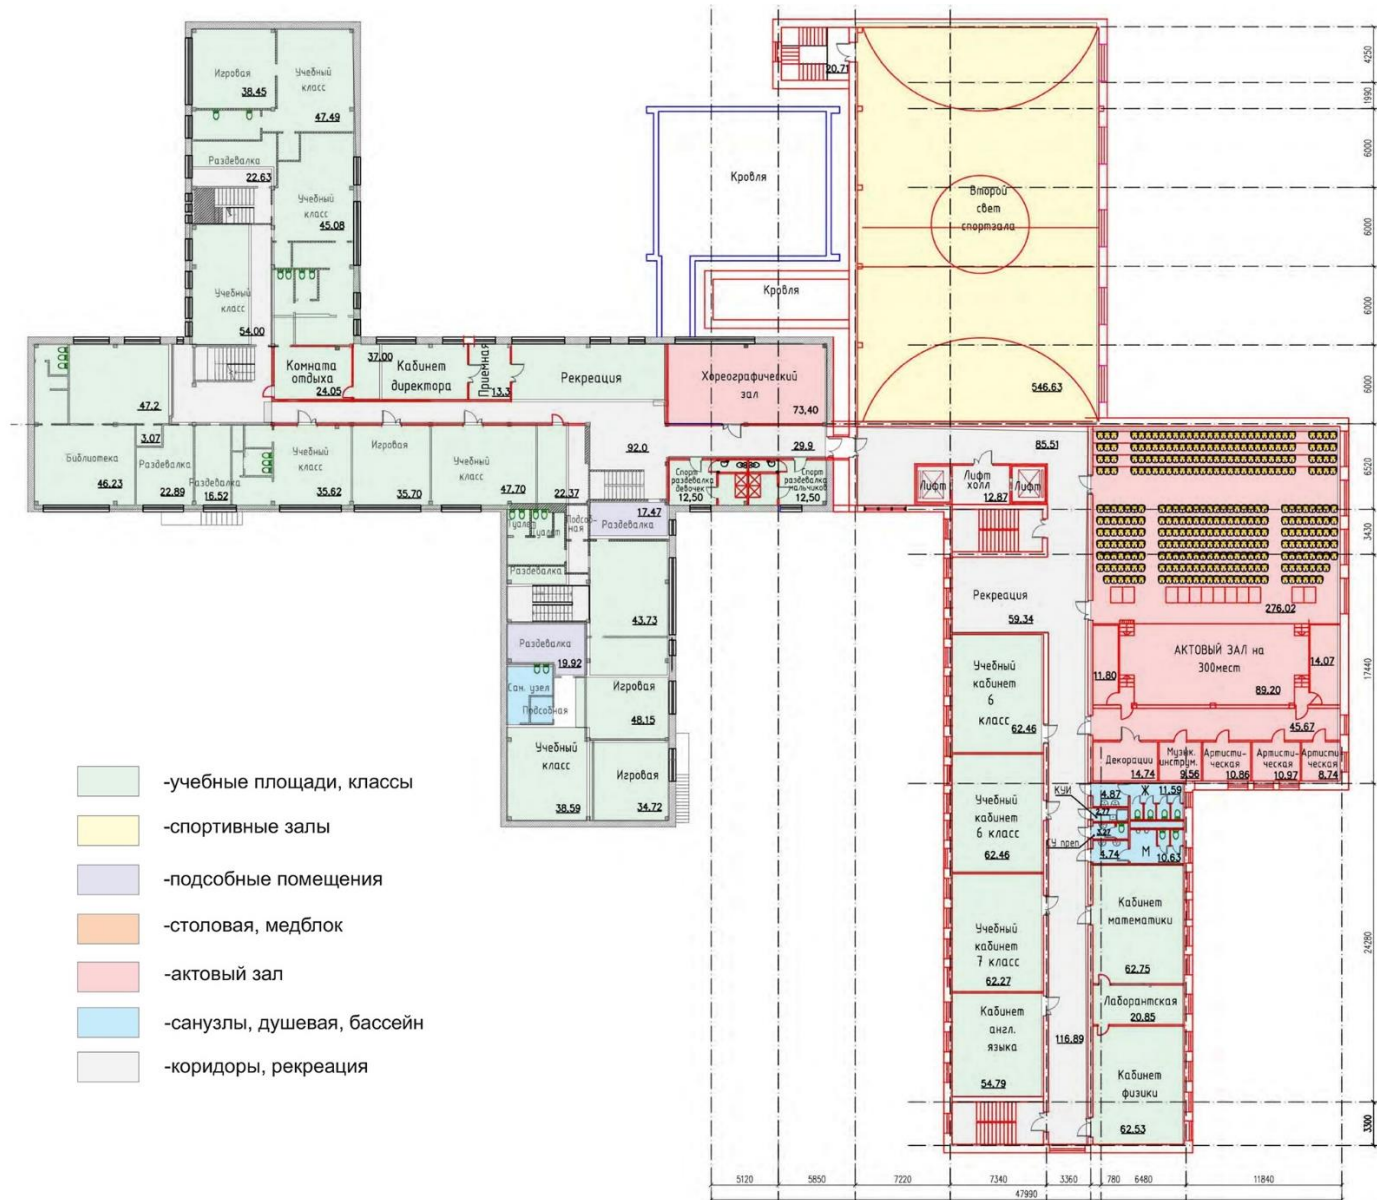 Игровая
38.45
Учебный
класс
47.49
Раздевалка
22.63
Учебный
класс
45.08
Учебный
класс
54.00
20.71
Кровля
Кровля
Второй
свет
спортзала
546.63
4250
1990
6000
6000
6000
6000
6520
3430
17440
24280
3300
47.2
Комната
отдыха
24.05
37.00
Кабинет
директора
Приемная
13.3
Рекреация
Хореографический
зал
73,40
3.07
Библиотека
46.23
Раздевалка
22.89
Раздевалка
16.52
Учебный
класс
35.62
Игровая
35.70
Учебный
класс
47.70
22.37
92.0
29.9
Спорт
раздевалка
девочек
12,50
Спорт
раздевалка
мальчиков
12,50
85.51
Лифт
Лифт
холл
12.87
Лифт
17.47
Раздевалка
Туалет
Туалет
Подсоб-
ная
Раздевалка
43.73
Раздевалка
19.92
Сан. узел
Подсобная
Игровая
48.15
Учебный
класс
38.59
Игровая
34.72
Рекреация
59.34
276.02
АКТОВЫЙ ЗАЛ на
300мест
11.80
14.07
89.20
45.67
Декорации
14.74
Музик.
инструм.
9.56
Артисти-
ческая
10.86
Артисти-
ческая
10.97
Артисти-
ческая
8.74
Учебный
кабинет
6
класс
62.46
Учебный
кабинет
6 класс
62.46
Учебный
кабинет
7 класс
62.27
Кабинет
англ.
языка
54.79
116.89
КУИ
4.87
Ж
11.59
2.77
3.27
СУ преп.
4.74
М
10.63
Кабинет
математики
62.75
Лаборантская
20.85
Кабинет
физики
62.53
-учебные площади, классы
-спортивные залы
-подсобные помещения
-столовая, медблок
-актовый зал
-санузлы, душевая, бассейн
-коридоры, рекреация
5120
5850
7220
7340
3360
780
6480
11840
47990